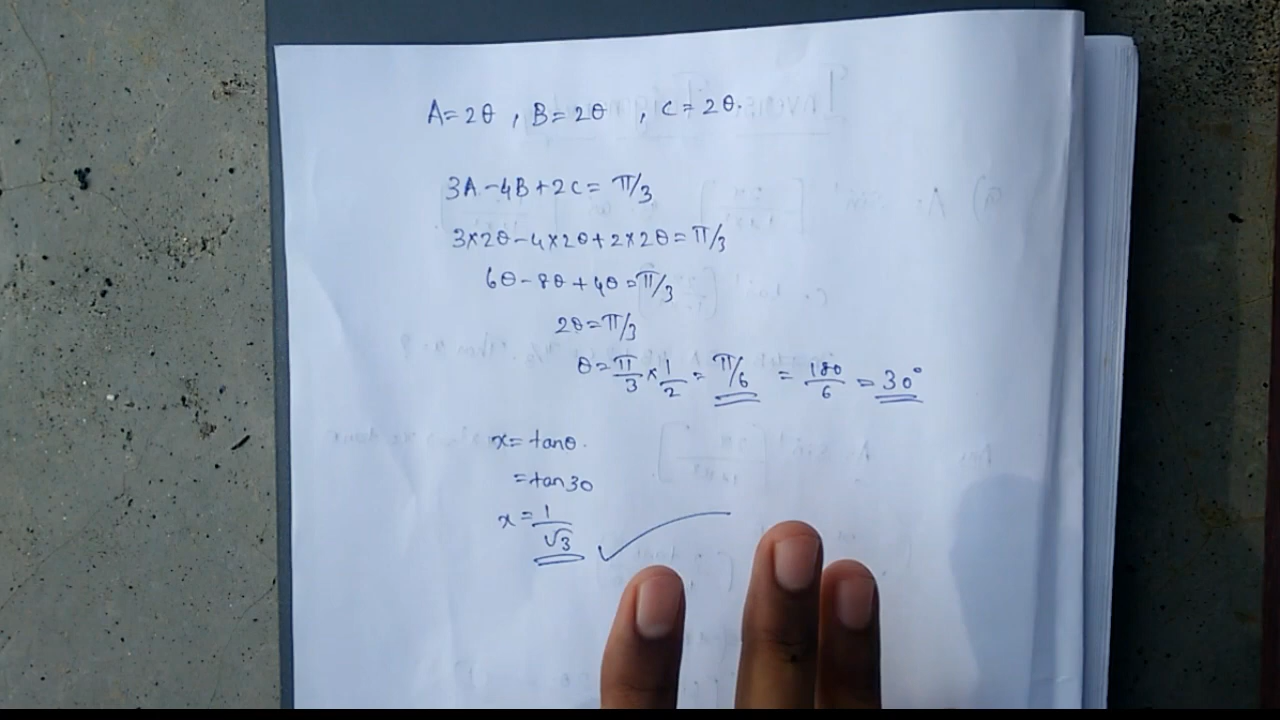 A=2θ , B=2θ , C=2θ.
3A-4B+2C= π/3
3×2θ-4×2θ+2×2θ=π/3
6θ-8θ+4θ=π/3
2θ=π/3
θ=π/3×1/2=π/6 =180/6=30°
x=tanθ.
=tan30
x=1/√3